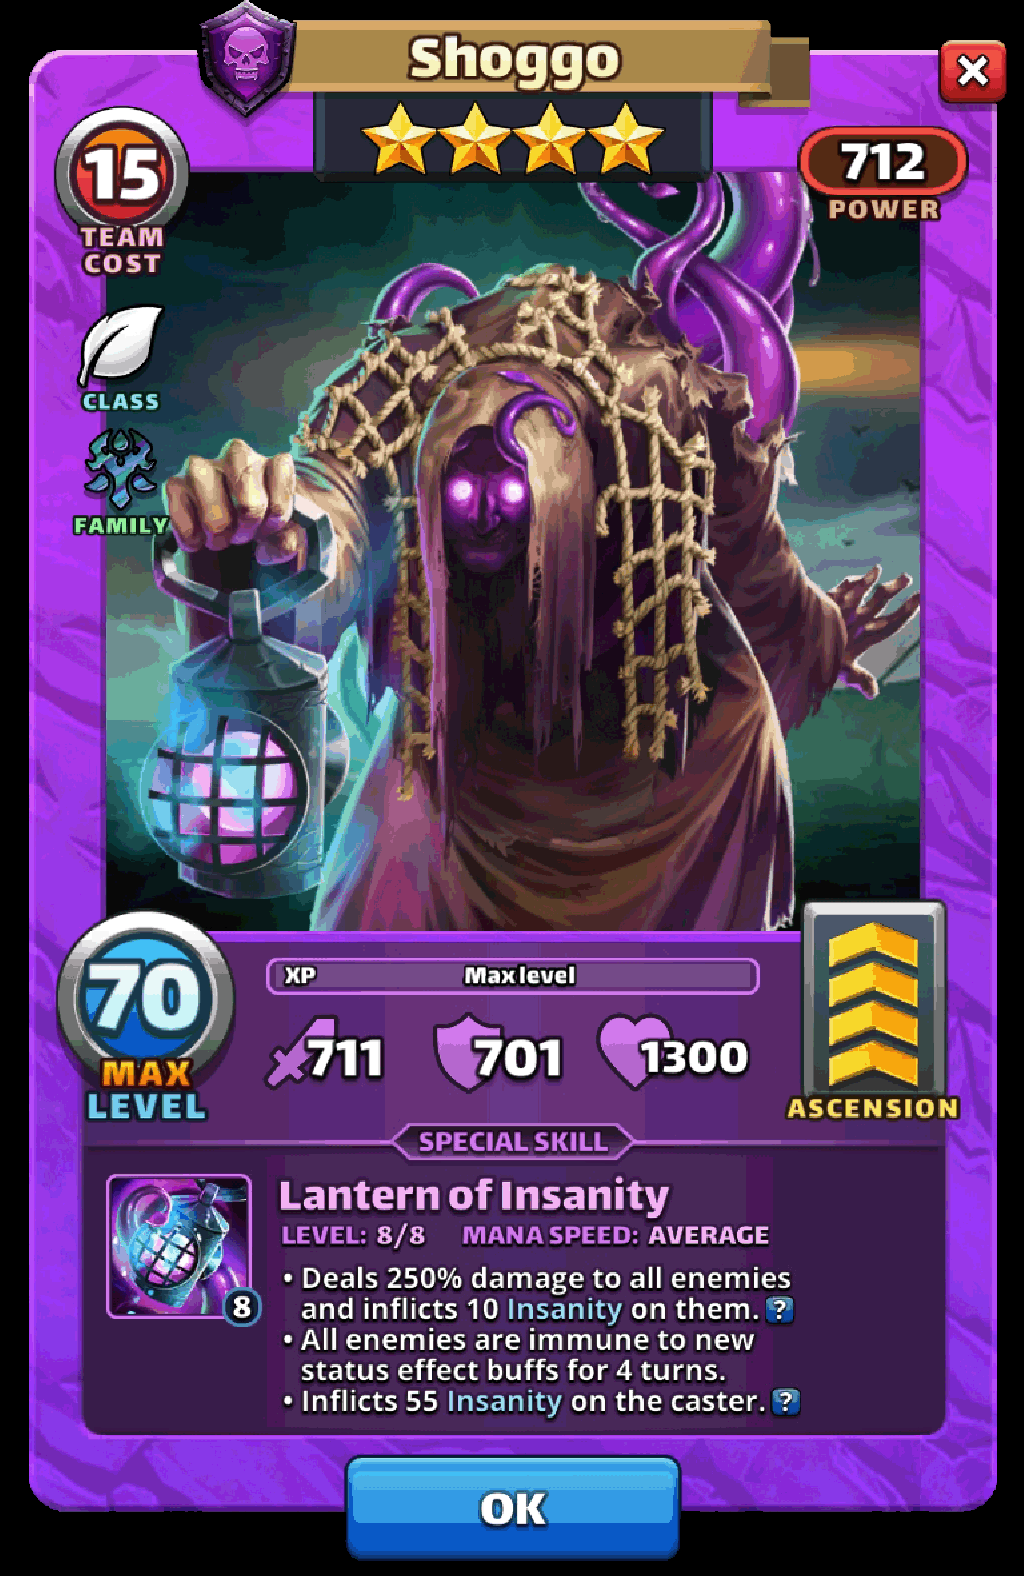 Shoggo
15
TEAM
COST
712
POWER
CLASS
FAMILY
70
MAX
LEVEL
XP
Max level
711
701
1300
ASCENSION
SPECIAL SKILL
8
Lantern of Insanity
LEVEL: 8/8 MANA SPEED: AVERAGE
• Deals 250% damage to all enemies
and inflicts 10 Insanity on them. ?
• All enemies are immune to new
status effect buffs for 4 turns.
• Inflicts 55 Insanity on the caster. ?
OK